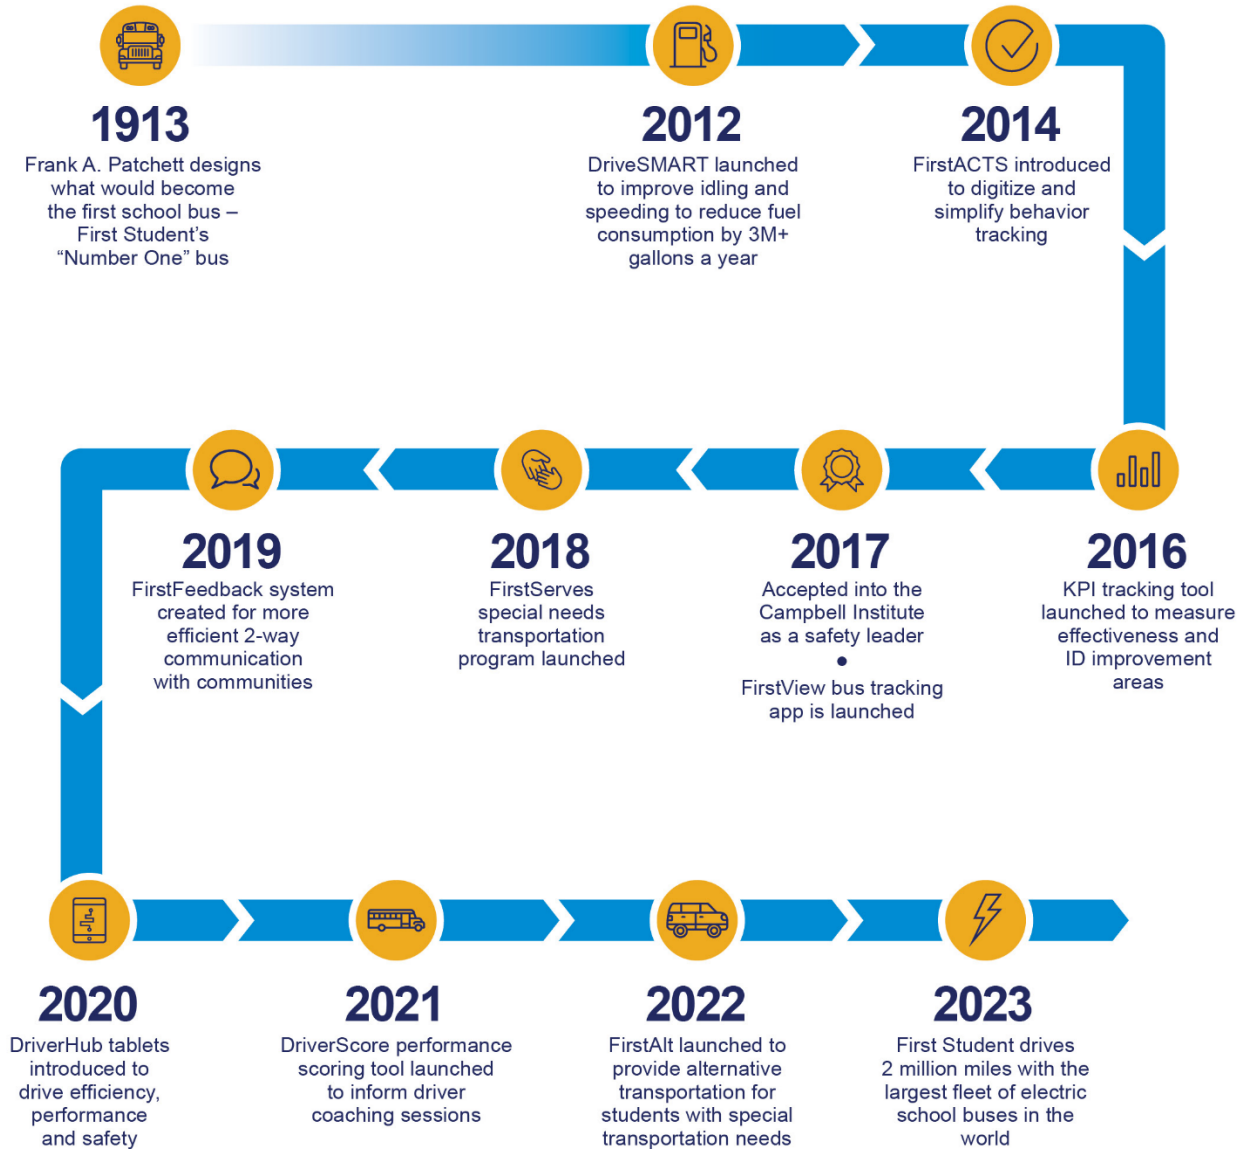 1913
Frank A. Patchett designs
what would become
the first school bus –
First Student’s
“Number One” bus
2012
DriveSMART launched
to improve idling and
speeding to reduce fuel
consumption by 3M+
gallons a year
2014
FirstACTS introduced
to digitize and
simplify behavior
tracking
2019
FirstFeedback system
created for more
efficient 2-way
communication
with communities
2018
FirstServes
special needs
transportation
program launched
2017
Accepted into the
Campbell Institute
as a safety leader
●
FirstView bus tracking
app is launched
2016
KPI tracking tool
launched to measure
effectiveness and
ID improvement
areas
2020
DriverHub tablets
introduced to
drive efficiency,
performance
and safety
2021
DriverScore performance
scoring tool launched
to inform driver
coaching sessions
2022
FirstAlt launched to
provide alternative
transportation for
students with special
transportation needs
2023
First Student drives
2 million miles with the
largest fleet of electric
school buses in the
world